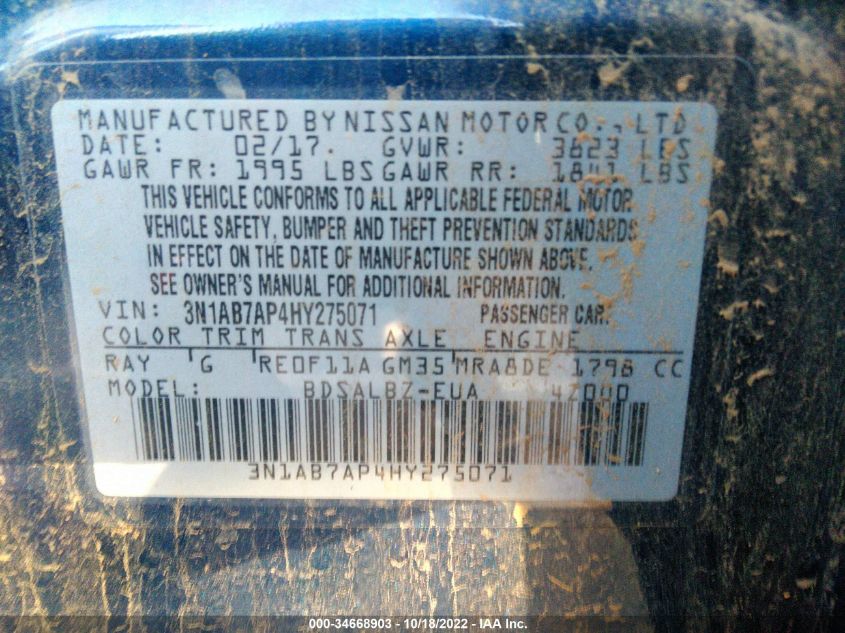 MANUFACTURED BY NISSAN MOTOR CO., LTD
DATE: 02/17. GVWR: 3623 LBS
GAWR FR: 1995 LBS GAWR RR: LBS
THIS VEHICLE CONFORMS TO ALL APPLICABLE FEDERAL MOTOR
VEHICLE SAFETY, BUMPER AND THEFT PREVENTION STANDARDS
IN EFFECT ON THE DATE OF MANUFACTURE SHOWN ABOVE.
SEE OWNER'S MANUAL FOR ADDITIONAL INFORMATION.
VIN: 3N1AB7AP4HY275071 PASSENGER CAR.
COLOR TRIM TRANS AXLE ENGINE
RAY G RE0F11A GM35 MRA8DE 1798 CC
MODEL: BDSALBZ-EUA 42000
3N1AB7AP4HY275071
000-34668903 - 10/18/2022 - IAA Inc.